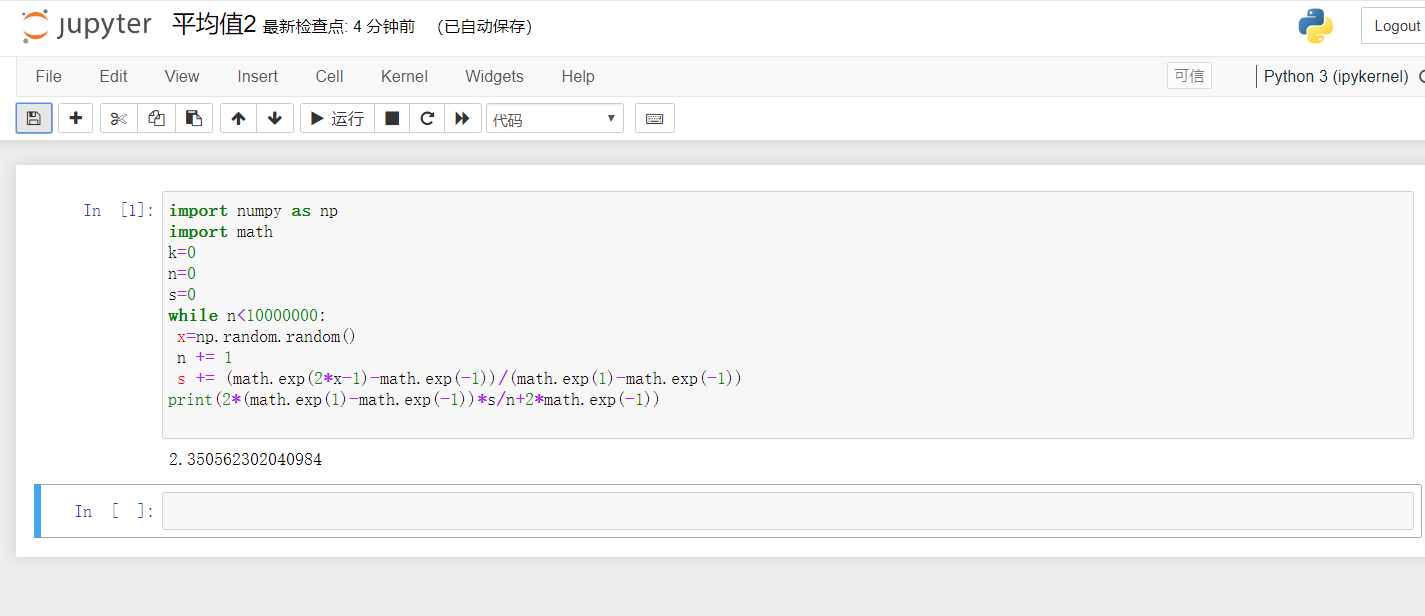 jupyter 平均值2 最新检查点: 4 分钟前 (已自动保存) Logout
File Edit View Insert Cell Kernel Widgets Help 可信 Python 3 (ipykernel)
运行 代码
In [1]: import numpy as np
import math
k=0
n=0
s=0
while n<10000000:
 x=np.random.random()
 n += 1
 s += (math.exp(2*x-1)-math.exp(-1))/(math.exp(1)-math.exp(-1))
print(2*(math.exp(1)-math.exp(-1))*s/n+2*math.exp(-1))
2.350562302040984
In [ ]: